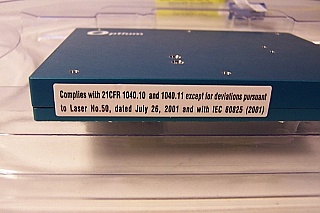 Optium
Complies with 21CFR 1040.10 and 1040.11 except for deviations pursuant
to Laser No.50, dated July 26, 2001 and with IEC 60825 (2001)